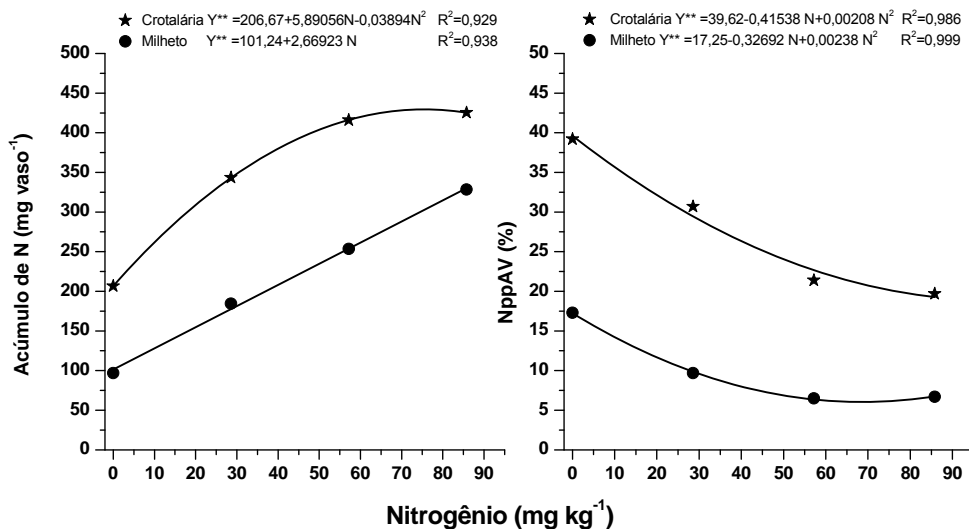 Crotalária Y** =206,67+5,89056N-0,03894N² R²=0,929
Milheto Y** =101,24+2,66923 N R²=0,938
Crotalária Y** =39,62-0,41538 N+0,00208 N² R²=0,986
Milheto Y** =17,25-0,32692 N+0,00238 N² R²=0,999
Acúmulo de N (mg vaso⁻¹)
500
450
400
350
300
250
200
150
100
50
0
0 10 20 30 40 50 60 70 80 90
NppAV (%)
50
45
40
35
30
25
20
15
10
5
0
0 10 20 30 40 50 60 70 80 90
Nitrogênio (mg kg⁻¹)